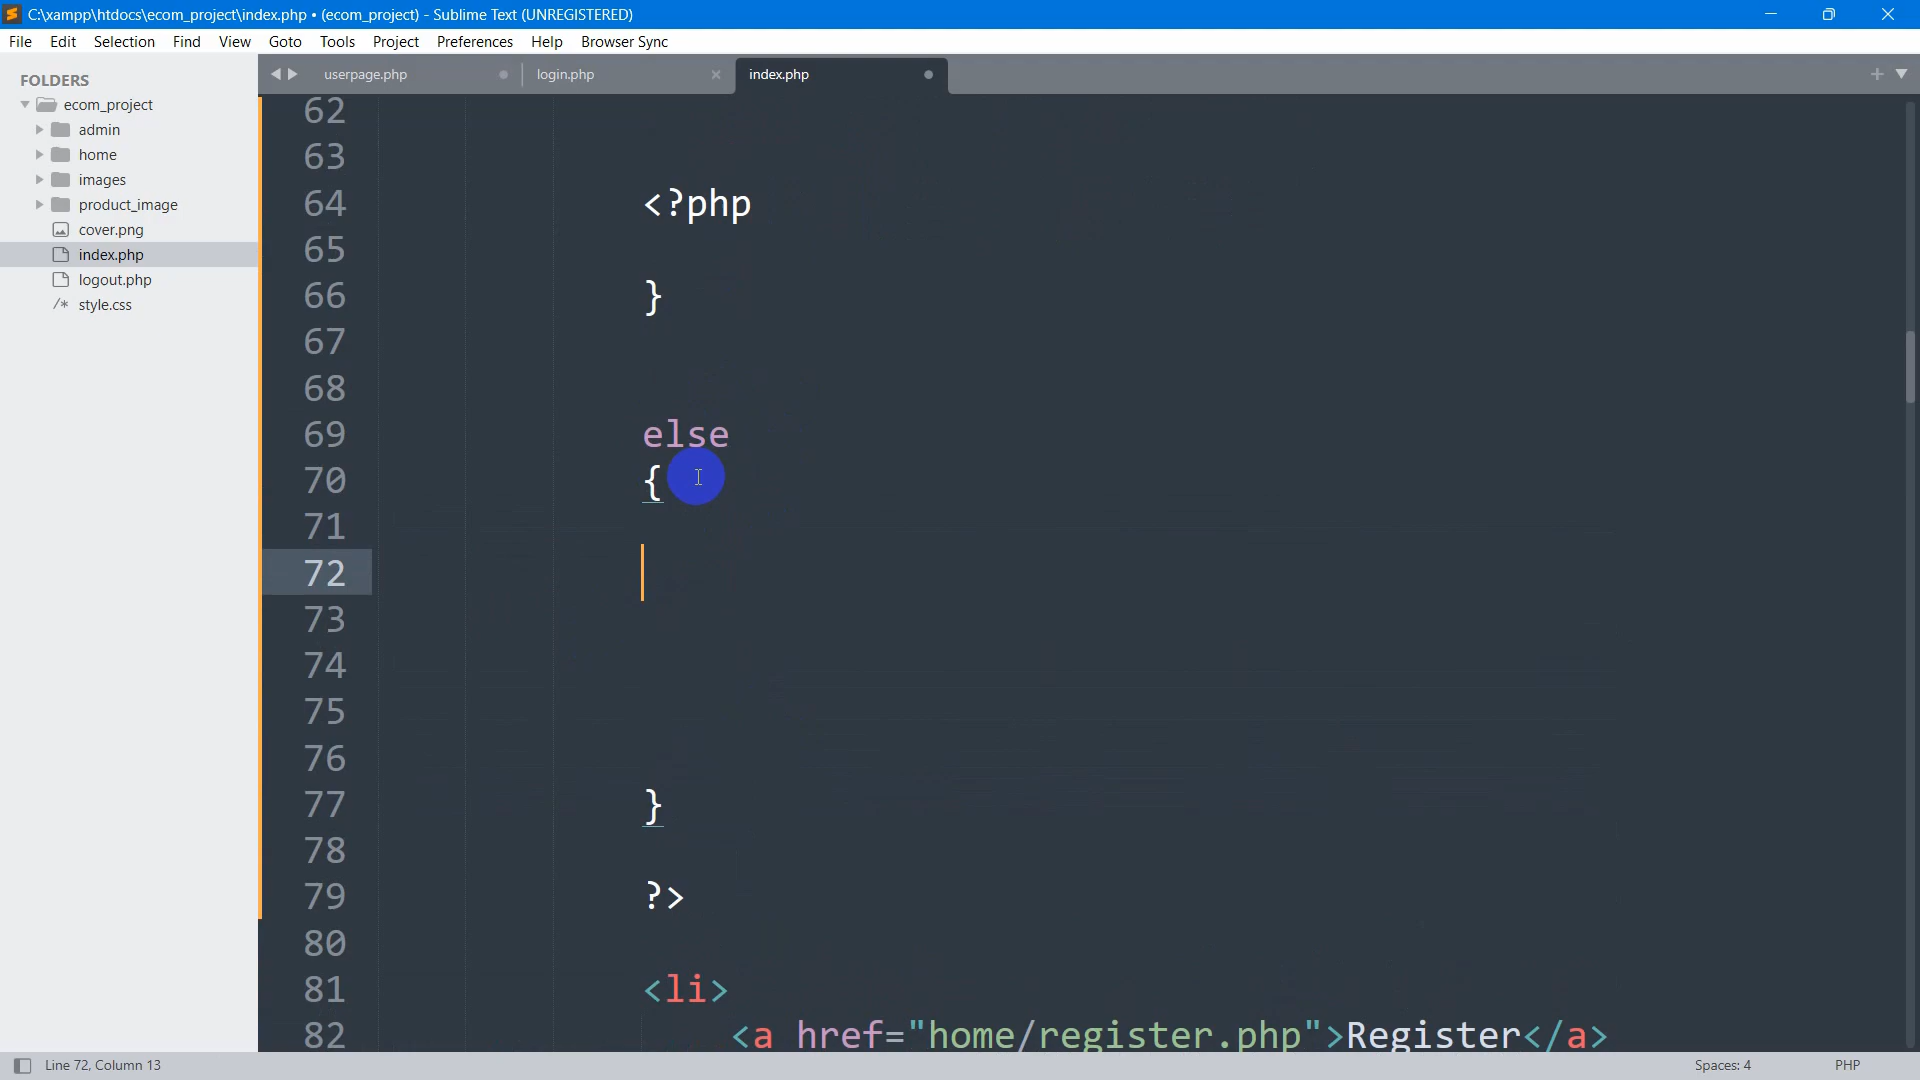 C:\xampp\htdocs\ecom_project\index.php • (ecom_project) - Sublime Text (UNREGISTERED)
File Edit Selection Find View Goto Tools Project Preferences Help Browser Sync
FOLDERS
ecom_project
admin
home
images
product_image
cover.png
index.php
logout.php
/* style.css
userpage.php login.php index.php
62
63
64 <?php
65
66 }
67
68
69 else
70 {
71
72
73
74
75
76
77 }
78
79 ?>
80
81 <li>
82 <a href="home/register.php">Register</a>
Line 72, Column 13 Spaces: 4 PHP